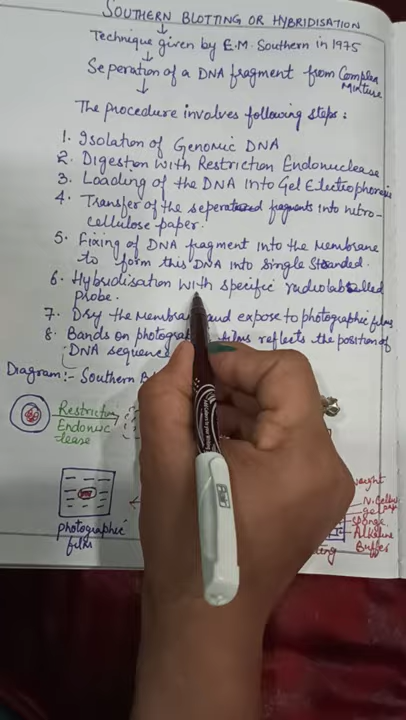 SOUTHERN BLOTTING OR HYBRIDISATION
Technique given by E.M. Southern in 1975
Seperation of a DNA fragment from Complex
Mixture
The procedure involves following steps :
1. Isolation of Genomic DNA
2. Digestion with Restriction Endonuclease
3. Loading of the DNA into Gel Electrophoresis
4. Transfer of the seperated fragments into nitro-
cellulose paper.
5. Fixing of DNA fragment into the Membrane
to form this DNA into single Stranded.
6. Hybridisation with specific radiolabelled
probe.
7. Dry the Membrane and expose to photographic films
8. Bands on photographic films reflects the position of
DNA sequence
Diagram :- Southern
Restriction
Endonuc
lease
photographic
film
gel
Sponge
Alkaline
Buffer